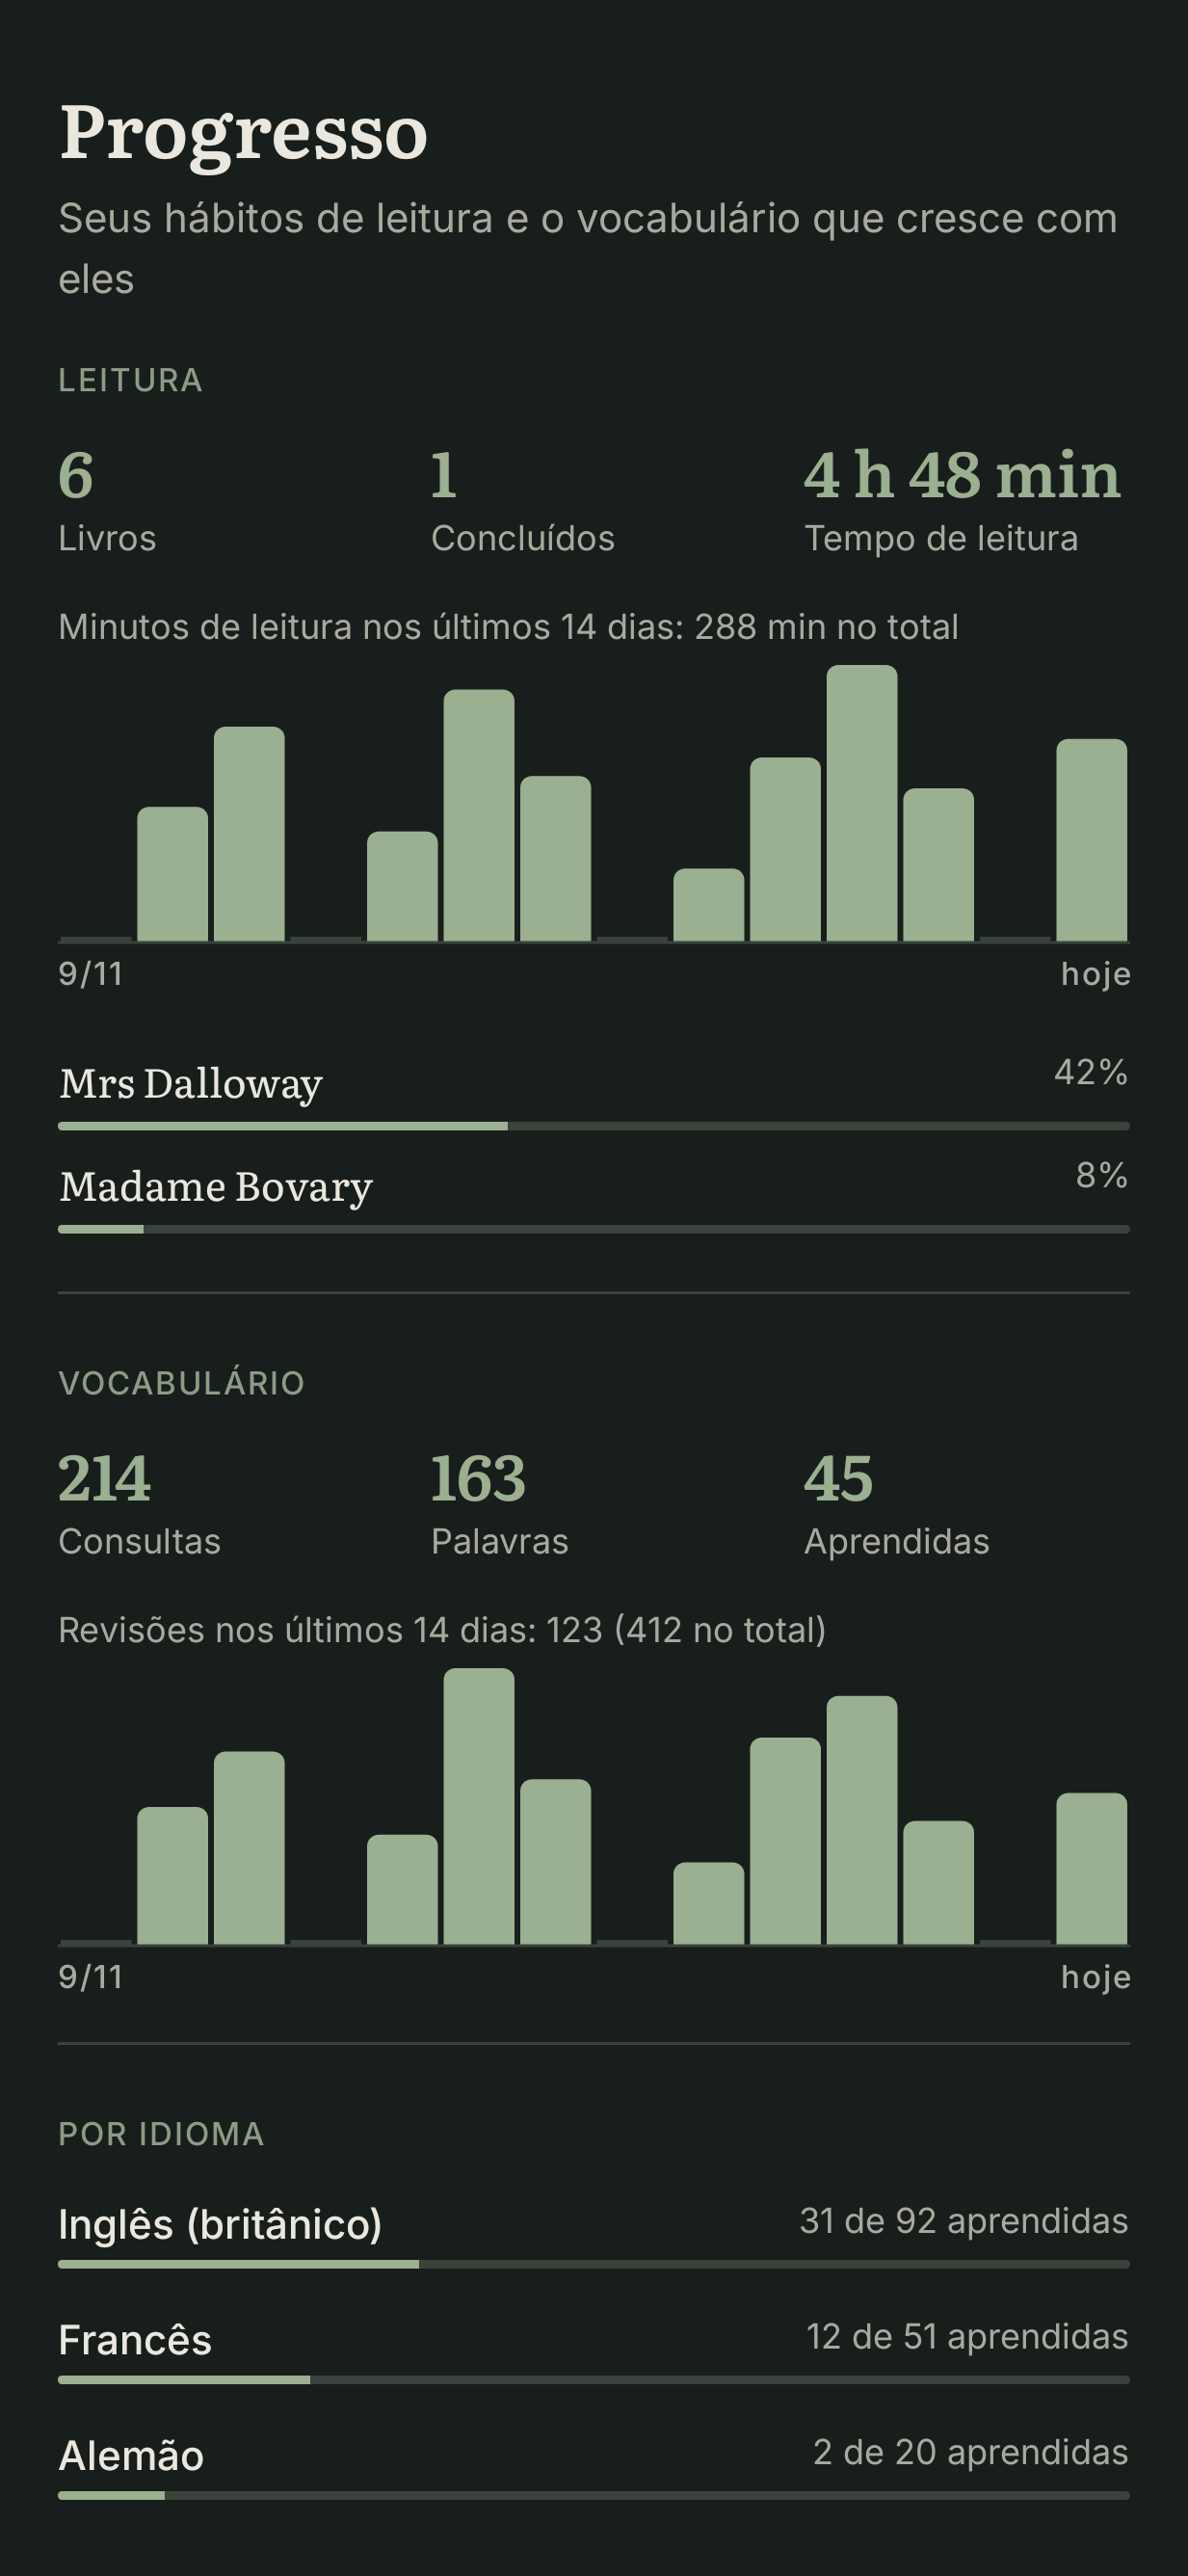 Progresso
Seus hábitos de leitura e o vocabulário que cresce com
eles
LEITURA
6
Livros
1
Concluídos
4 h 48 min
Tempo de leitura
Minutos de leitura nos últimos 14 dias: 288 min no total
9/11
hoje
Mrs Dalloway
42%
Madame Bovary
8%
VOCABULÁRIO
214
Consultas
163
Palavras
45
Aprendidas
Revisões nos últimos 14 dias: 123 (412 no total)
9/11
hoje
POR IDIOMA
Inglês (britânico)
31 de 92 aprendidas
Francês
12 de 51 aprendidas
Alemão
2 de 20 aprendidas